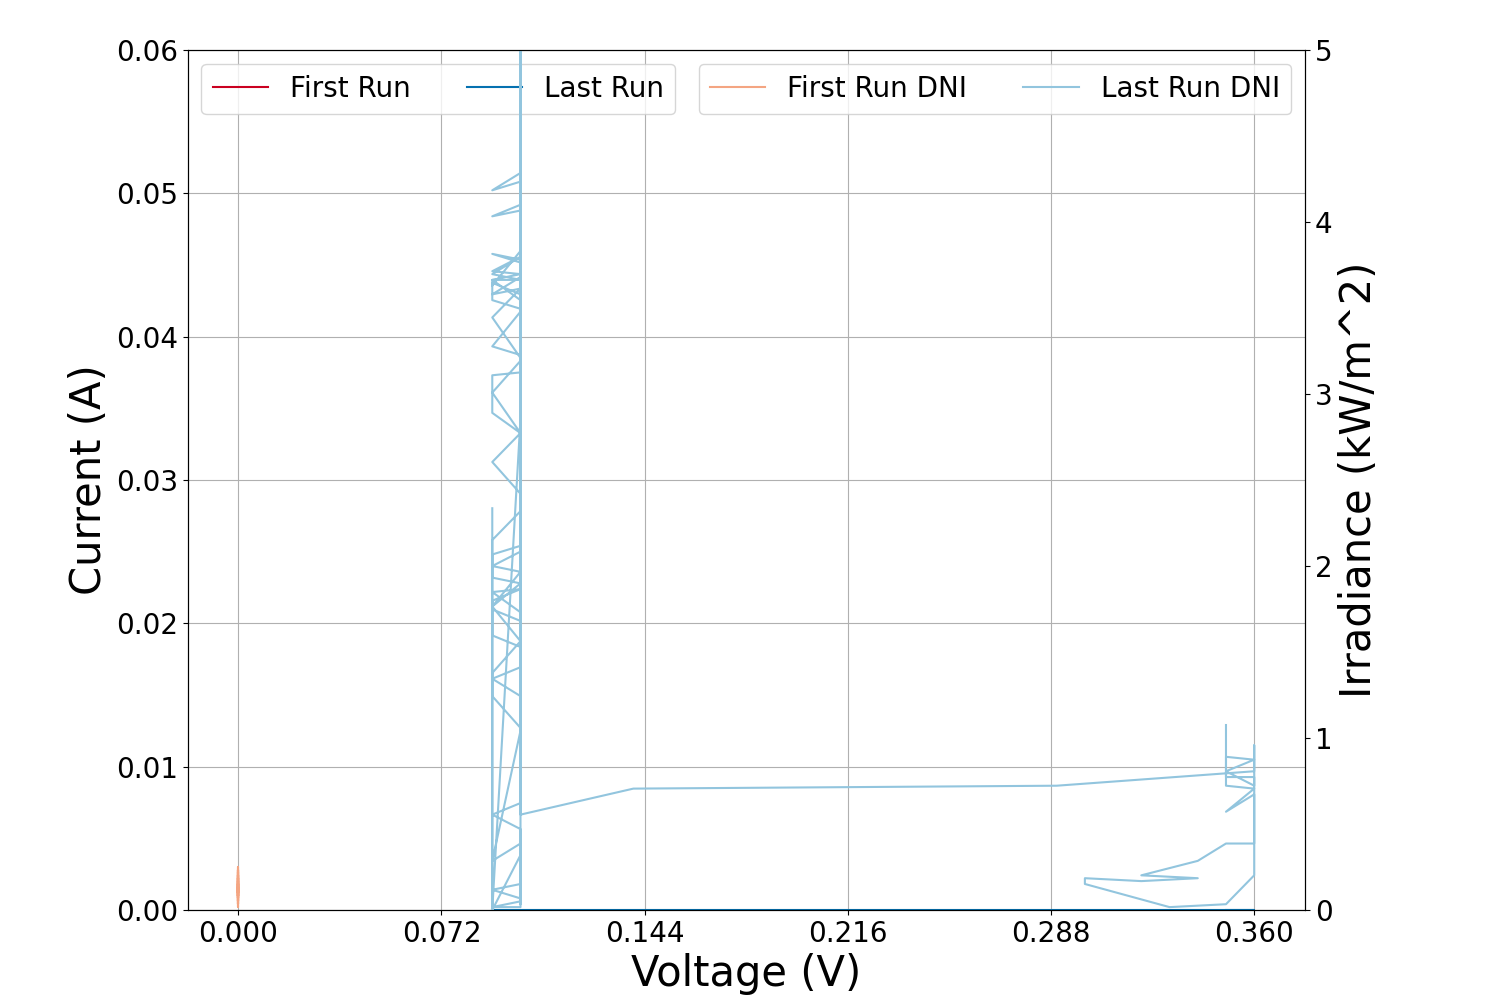 First Run
Last Run
First Run DNI
Last Run DNI
Current (A)
0.06
0.05
0.04
0.03
0.02
0.01
0.00
5
4
3
2
1
0
Irradiance (kW/m^2)
0.000
0.072
0.144
0.216
0.288
0.360
Voltage (V)